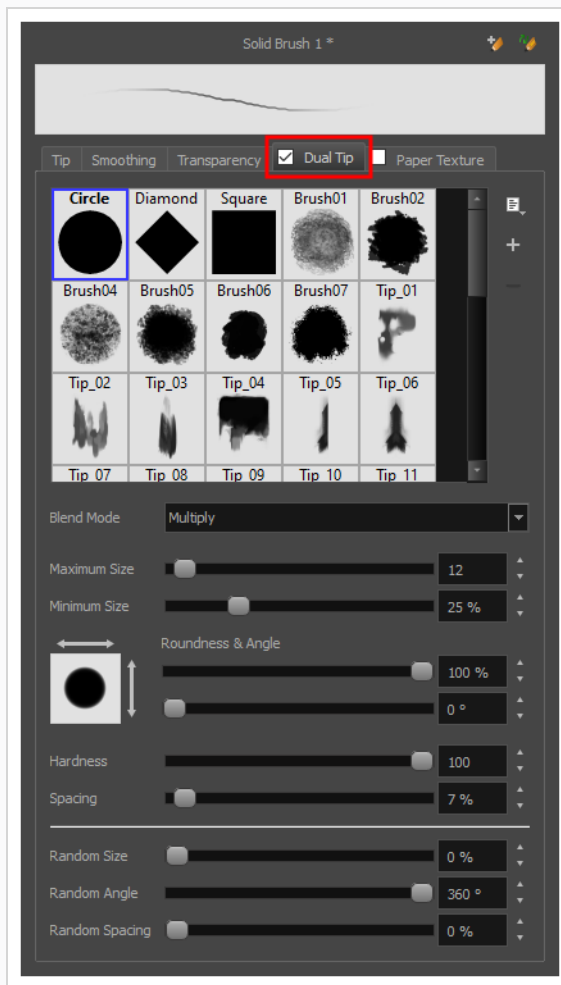 Solid Brush 1 *
Tip Smoothing Transparency Dual Tip Paper Texture
Circle Diamond Square Brush01 Brush02
Brush04 Brush05 Brush06 Brush07 Tip_01
Tip_02 Tip_03 Tip_04 Tip_05 Tip_06
Tip_07 Tip_08 Tip_09 Tip_10 Tip_11
Blend Mode Multiply
Maximum Size 12
Minimum Size 25 %
Roundness & Angle
100 %
0 °
Hardness 100
Spacing 7 %
Random Size 0 %
Random Angle 360 °
Random Spacing 0 %